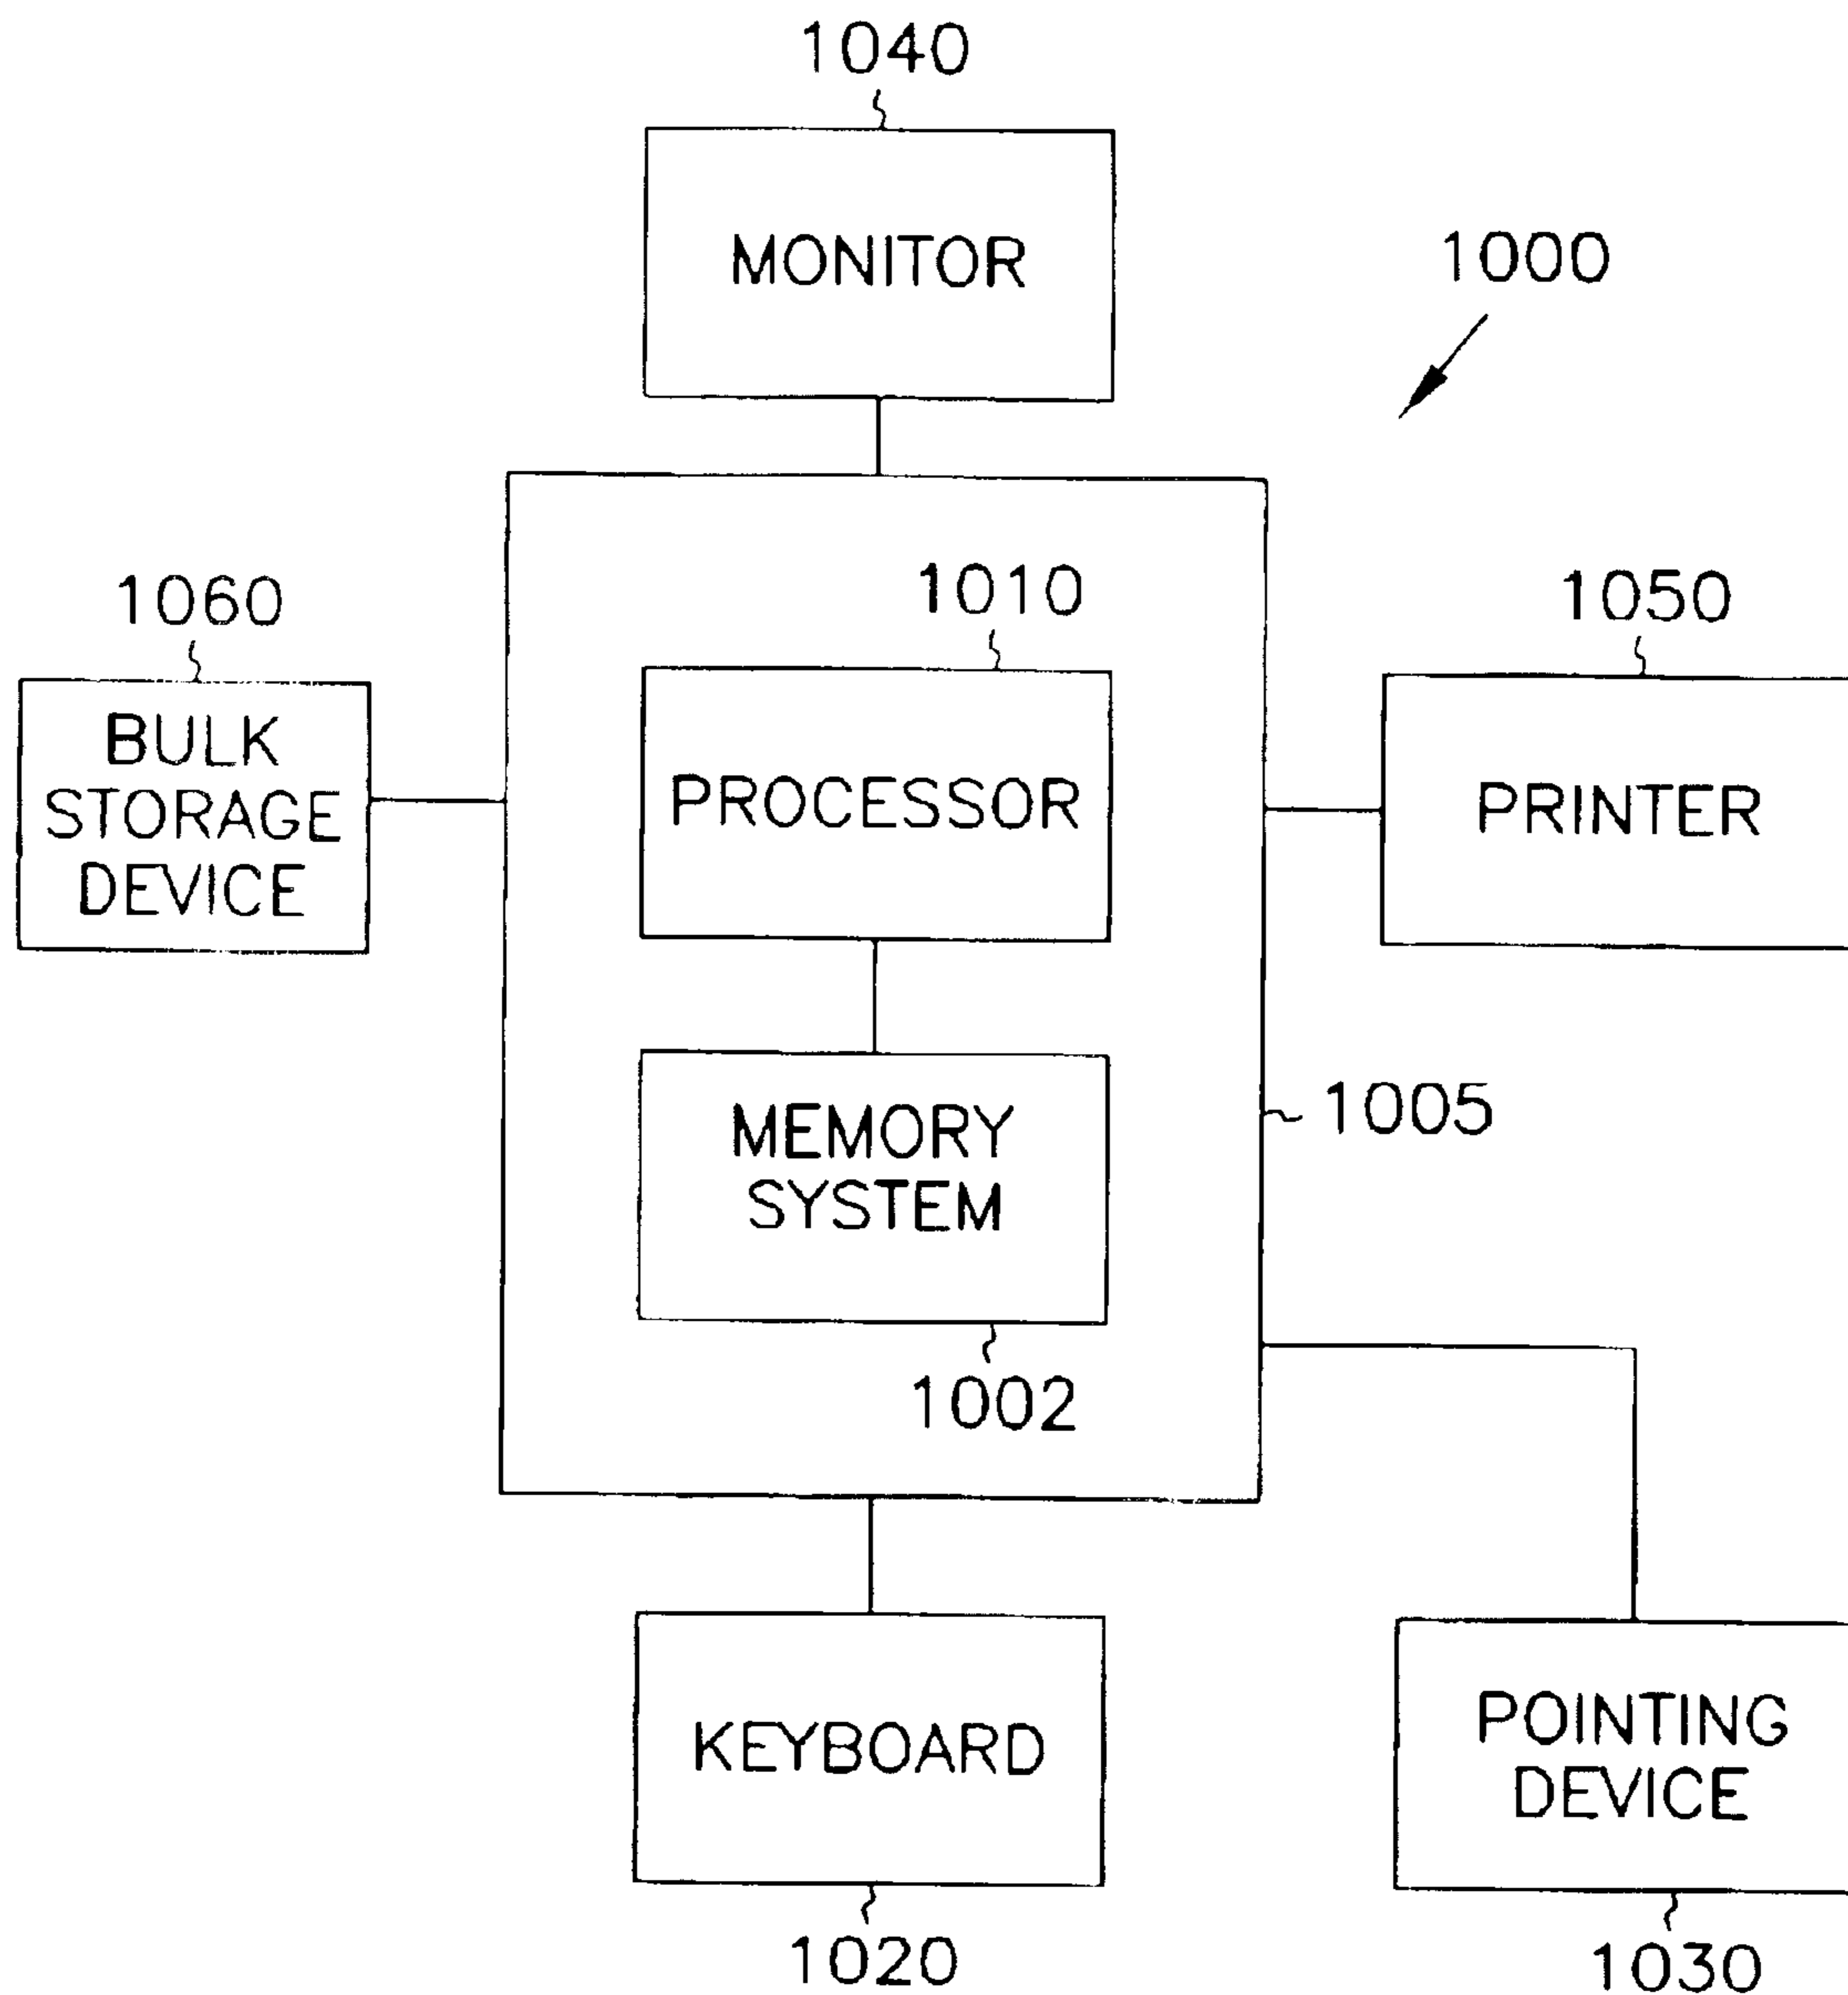 1040
MONITOR
1000
1060
BULK
STORAGE
DEVICE
1010
PROCESSOR
1050
PRINTER
MEMORY
SYSTEM
1005
1002
KEYBOARD
1020
POINTING
DEVICE
1030